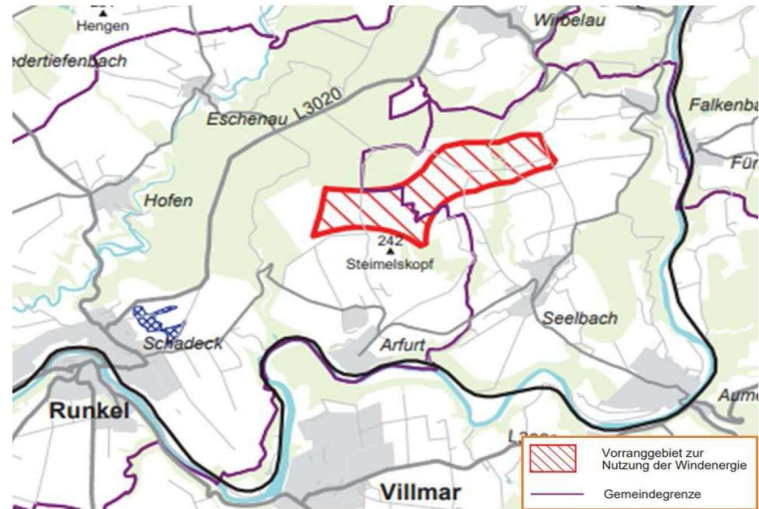 Hengen
Wirbelau
edertiefenbach
L3020
Eschenau
Falkenba
Für
Hofen
242
Steimelskopf
Seelbach
Schadeck
Arfurt
Aume
Runkel
Villmar
Vorranggebiet zur
Nutzung der Windenergie
Gemeindegrenze